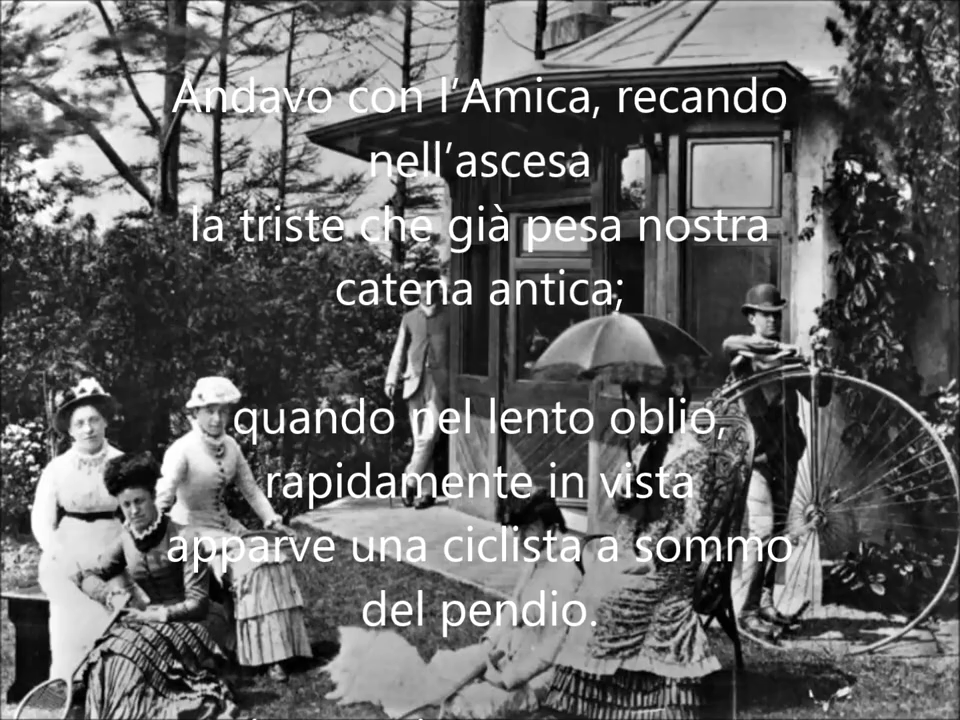 Andavo con l’Amica, recando
nell’ascesa
la triste che già pesa nostra
catena antica;
quando nel lento oblio,
rapidamente in vista
apparve una ciclista a sommo
del pendio.